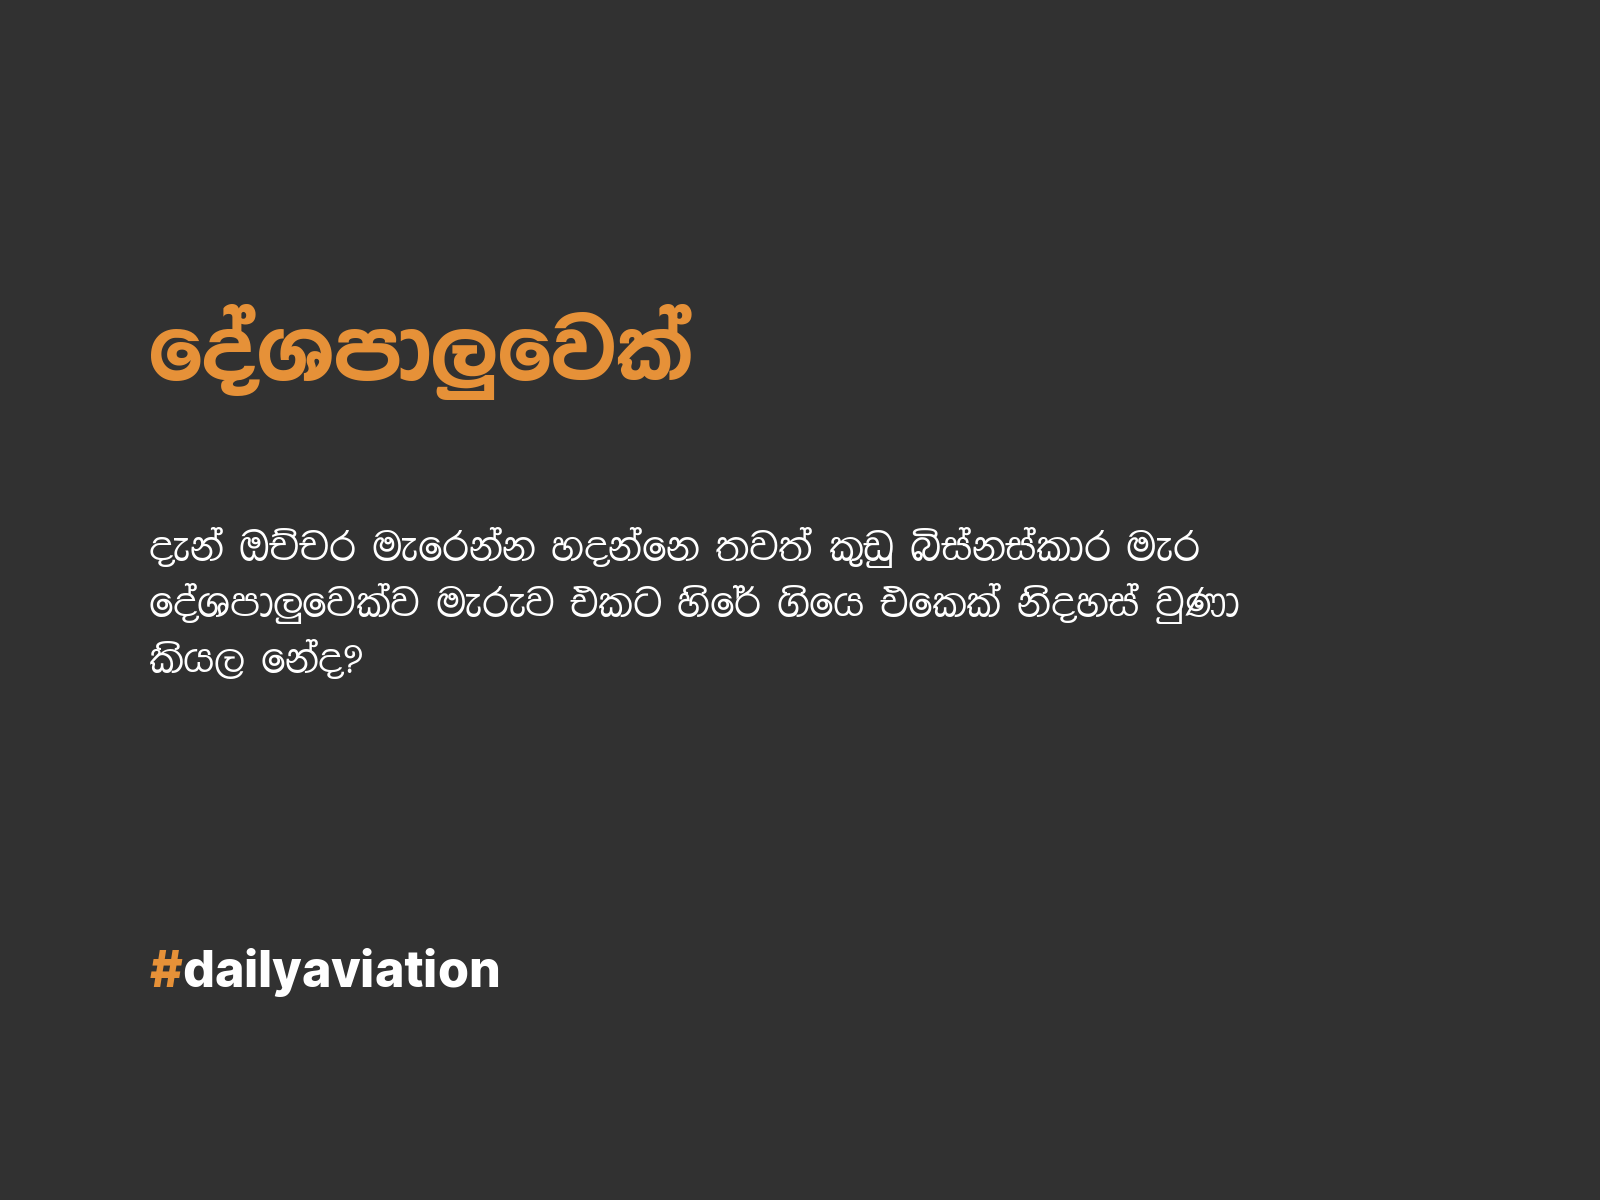 දේශපාලුවෙක්
දැන් ඔච්චර මැරෙන්න හදන්නෙ තවත් කුඩු බිස්නස්කාර මැර
දේශපාලුවෙක්ව මැරුව එකට හිරේ ගියෙ එකෙක් නිදහස් වුණා
කියල නේද?
#dailyaviation